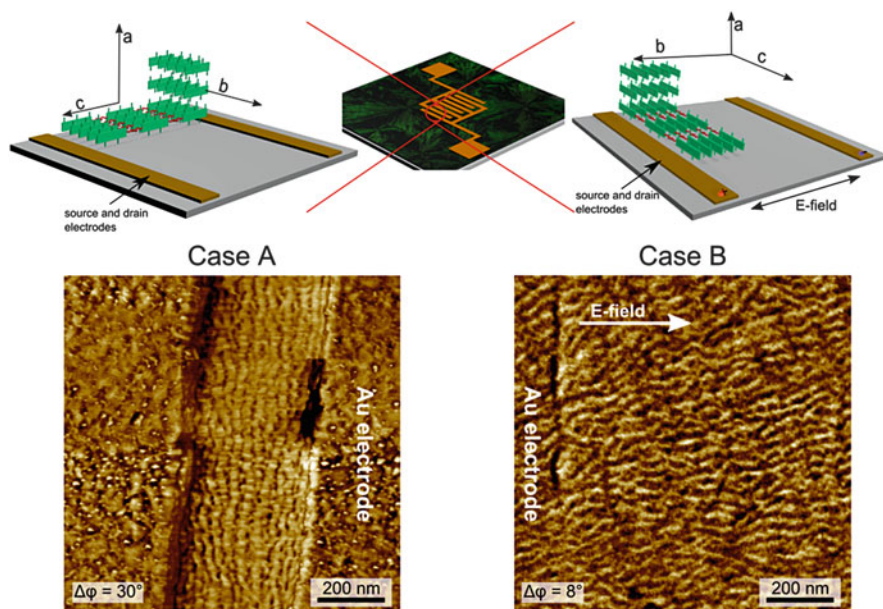 a
c
b
source and drain
electrodes
b
a
c
source and drain
electrodes
E-field
Case A
Case B
Au electrode
Δφ = 30°
200 nm
E-field
Au electrode
Δφ = 8°
200 nm